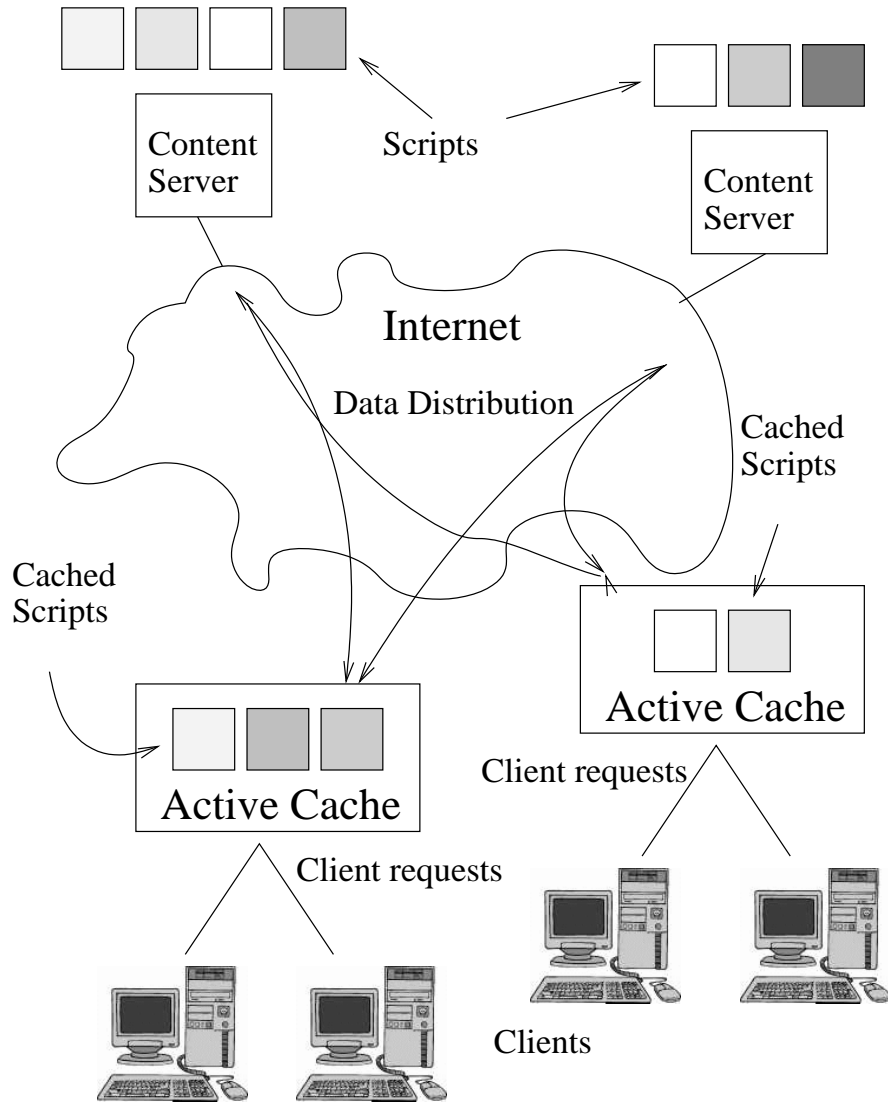 Content
Server
Scripts
Content
Server
Internet
Data Distribution
Cached
Scripts
Cached
Scripts
Active Cache
Client requests
Active Cache
Client requests
Clients